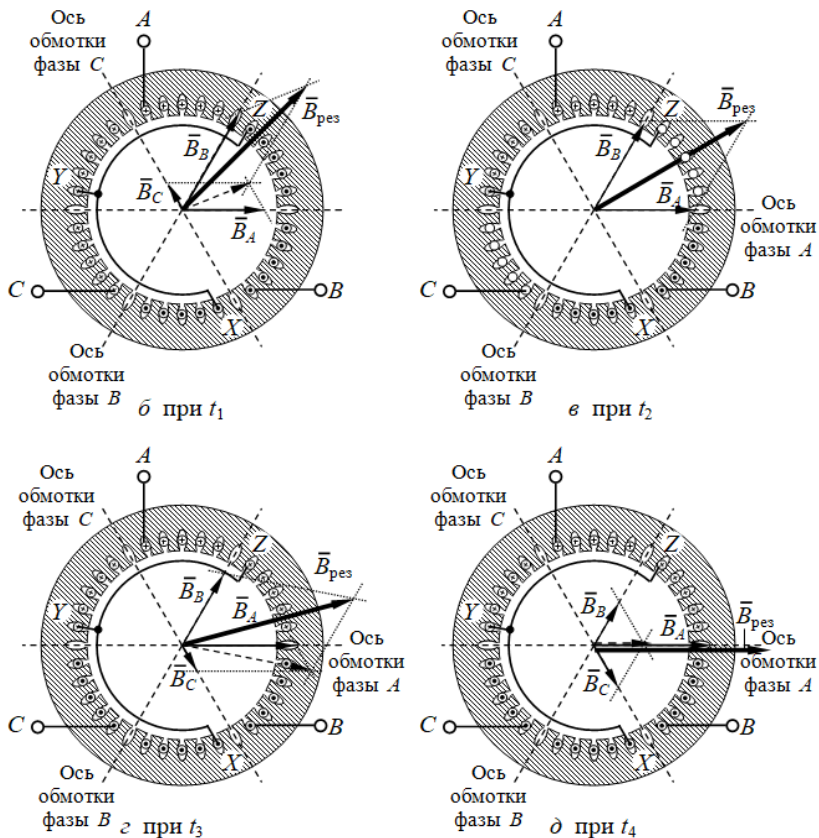 Ось
обмотки
фазы C
A
Z
B̅рез
B̅B
Y
B̅C
B̅A
C
B
X
Ось
обмотки
фазы B
б при t1
Ось
обмотки
фазы C
A
Z
B̅рез
B̅B
Y
B̅A
Ось
обмотки
фазы A
C
B
X
Ось
обмотки
фазы B
в при t2
Ось
обмотки
фазы C
A
Z
B̅рез
B̅B
Y
B̅A
Ось
обмотки
фазы A
B̅C
C
B
X
Ось
обмотки
фазы B
г при t3
Ось
обмотки
фазы C
A
Z
B̅B
Y
B̅A
B̅рез
Ось
обмотки
фазы A
B̅C
C
B
X
Ось
обмотки
фазы B
д при t4